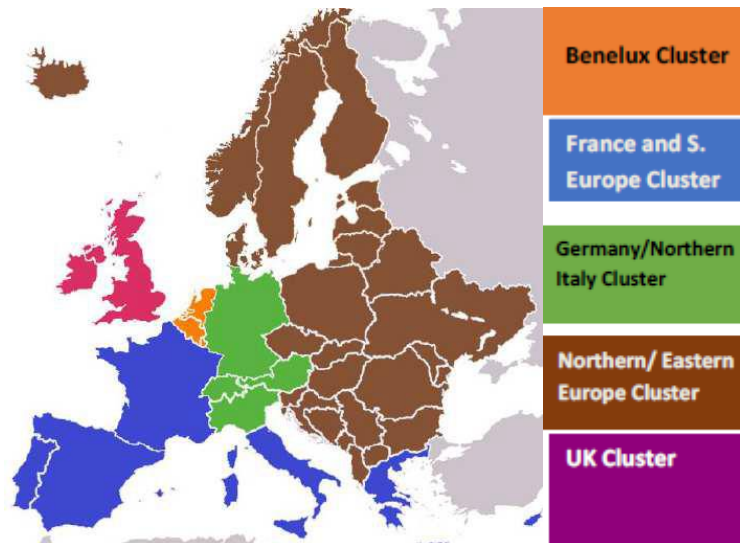 Benelux Cluster
France and S.
Europe Cluster
Germany/Northern
Italy Cluster
Northern/ Eastern
Europe Cluster
UK Cluster